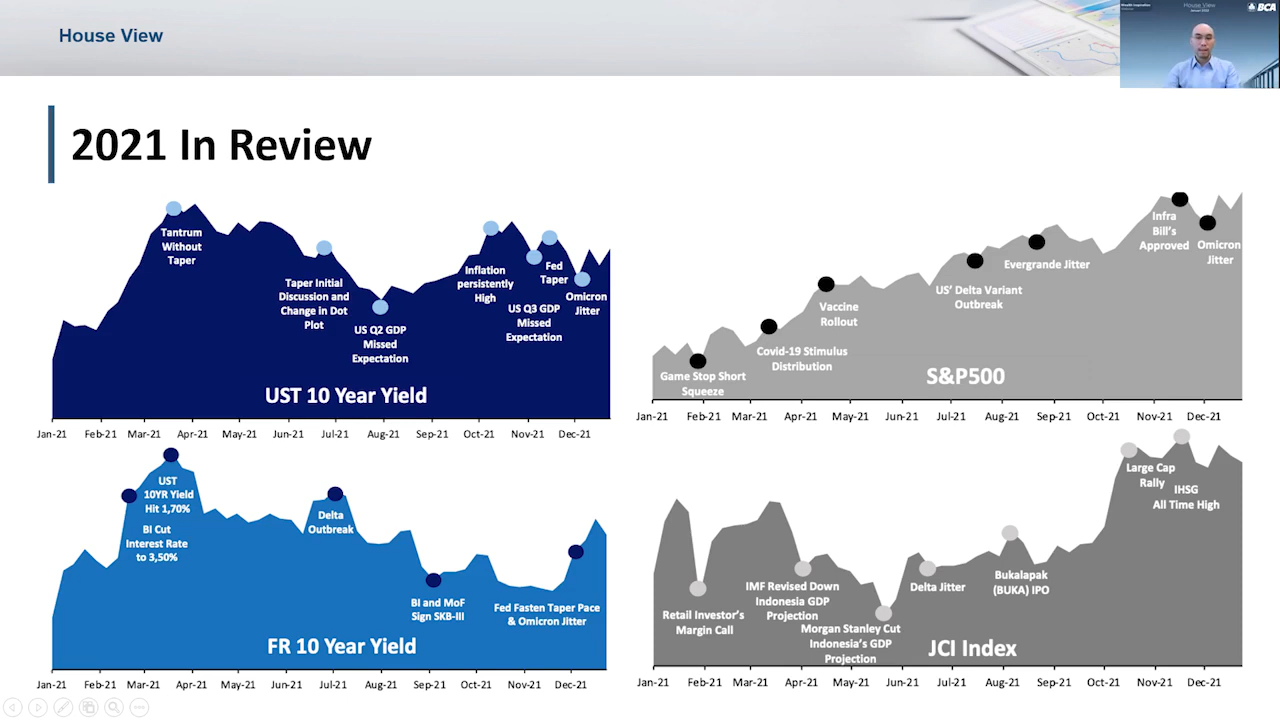 House View
House View
BCA
2021 In Review
Tantrum
Without
Taper
Taper Initial
Discussion and
Change in Dot
Plot
US Q2 GDP
Missed
Expectation
Inflation
persistently
High
US Q3 GDP
Missed
Expectation
Fed
Taper
Omicron
Jitter
UST 10 Year Yield
Jan-21 Feb-21 Mar-21 Apr-21 May-21 Jun-21 Jul-21 Aug-21 Sep-21 Oct-21 Nov-21 Dec-21
Game Stop Short
Squeeze
Covid-19 Stimulus
Distribution
Vaccine
Rollout
US' Delta Variant
Outbreak
Evergrande Jitter
Infra
Bill's
Approved
Omicron
Jitter
S&P500
Jan-21 Feb-21 Mar-21 Apr-21 May-21 Jun-21 Jul-21 Aug-21 Sep-21 Oct-21 Nov-21 Dec-21
UST
10YR Yield
Hit 1,70%
BI Cut
Interest Rate
to 3,50%
Delta
Outbreak
BI and MoF
Sign SKB-III
Fed Fasten Taper Pace
& Omicron Jitter
FR 10 Year Yield
Jan-21 Feb-21 Mar-21 Apr-21 May-21 Jun-21 Jul-21 Aug-21 Sep-21 Oct-21 Nov-21 Dec-21
Retail Investor's
Margin Call
IMF Revised Down
Indonesia GDP
Projection
Morgan Stanley Cut
Indonesia's GDP
Projection
Delta Jitter
Bukalapak
(BUKA) IPO
Large Cap
Rally
IHSG
All Time High
JCI Index
Jan-21 Feb-21 Mar-21 Apr-21 May-21 Jun-21 Jul-21 Aug-21 Sep-21 Oct-21 Nov-21 Dec-21